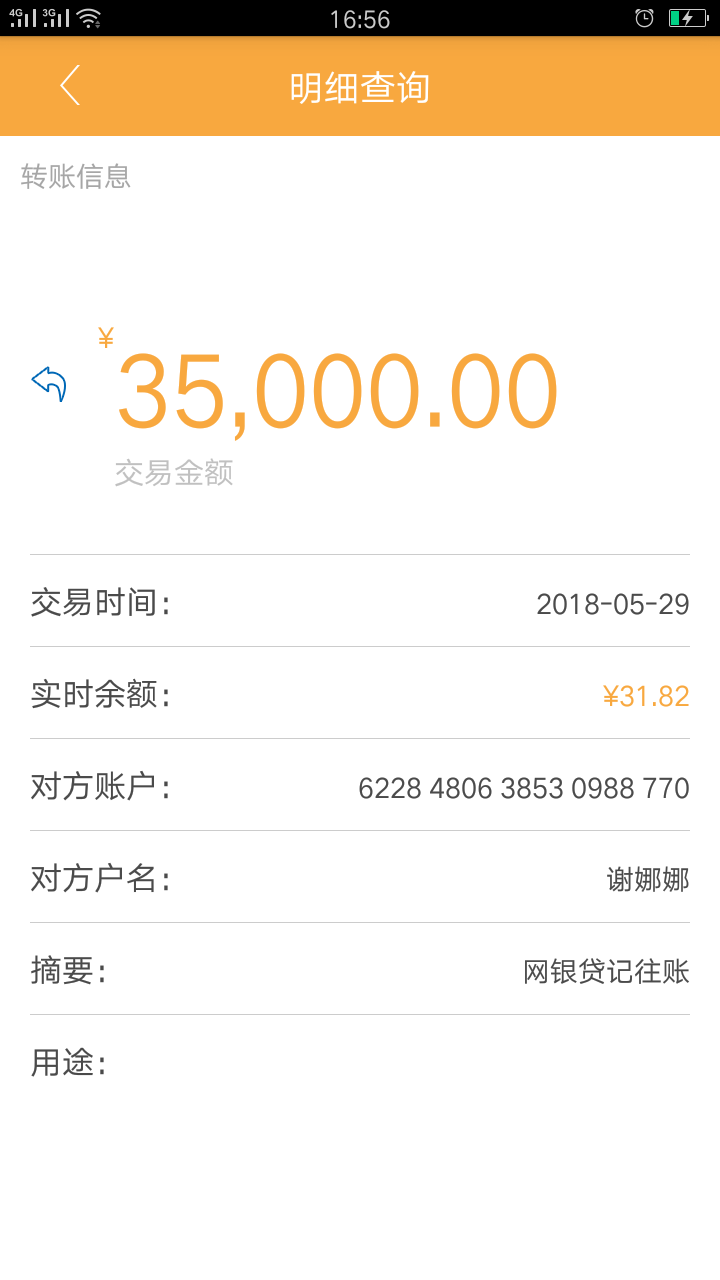 4G 3G 16:56
明细查询
转账信息
¥
35,000.00
交易金额
交易时间: 2018-05-29
实时余额: ¥31.82
对方账户: 6228 4806 3853 0988 770
对方户名: 谢娜娜
摘要: 网银贷记往账
用途: